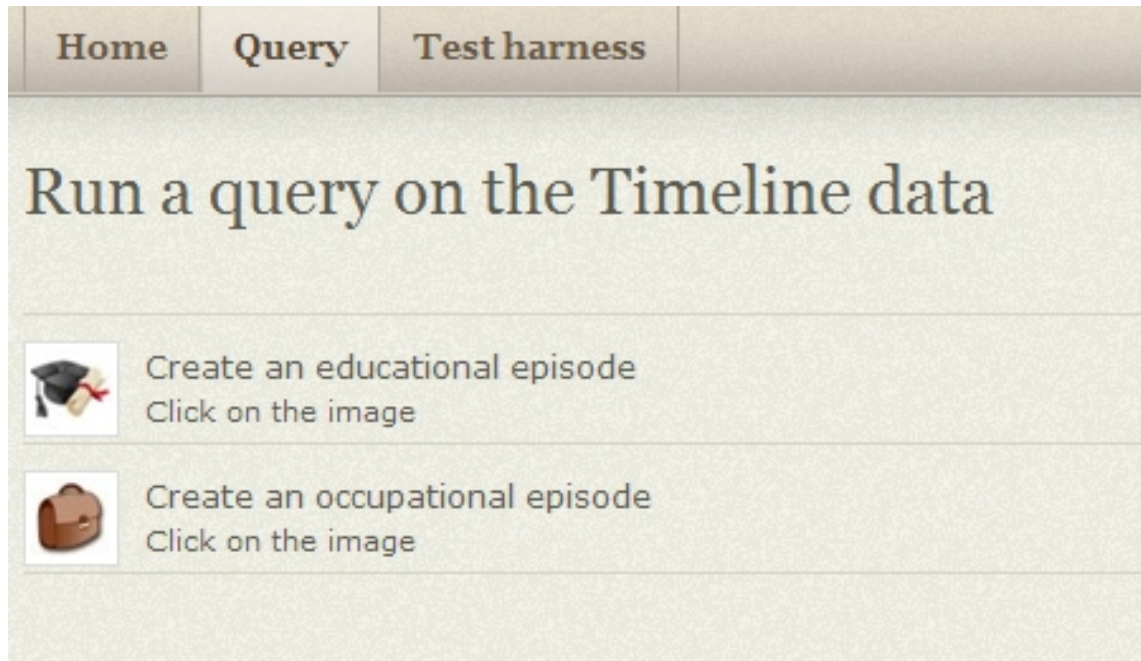 Home Query Test harness
Run a query on the Timeline data
Create an educational episode
Click on the image
Create an occupational episode
Click on the image